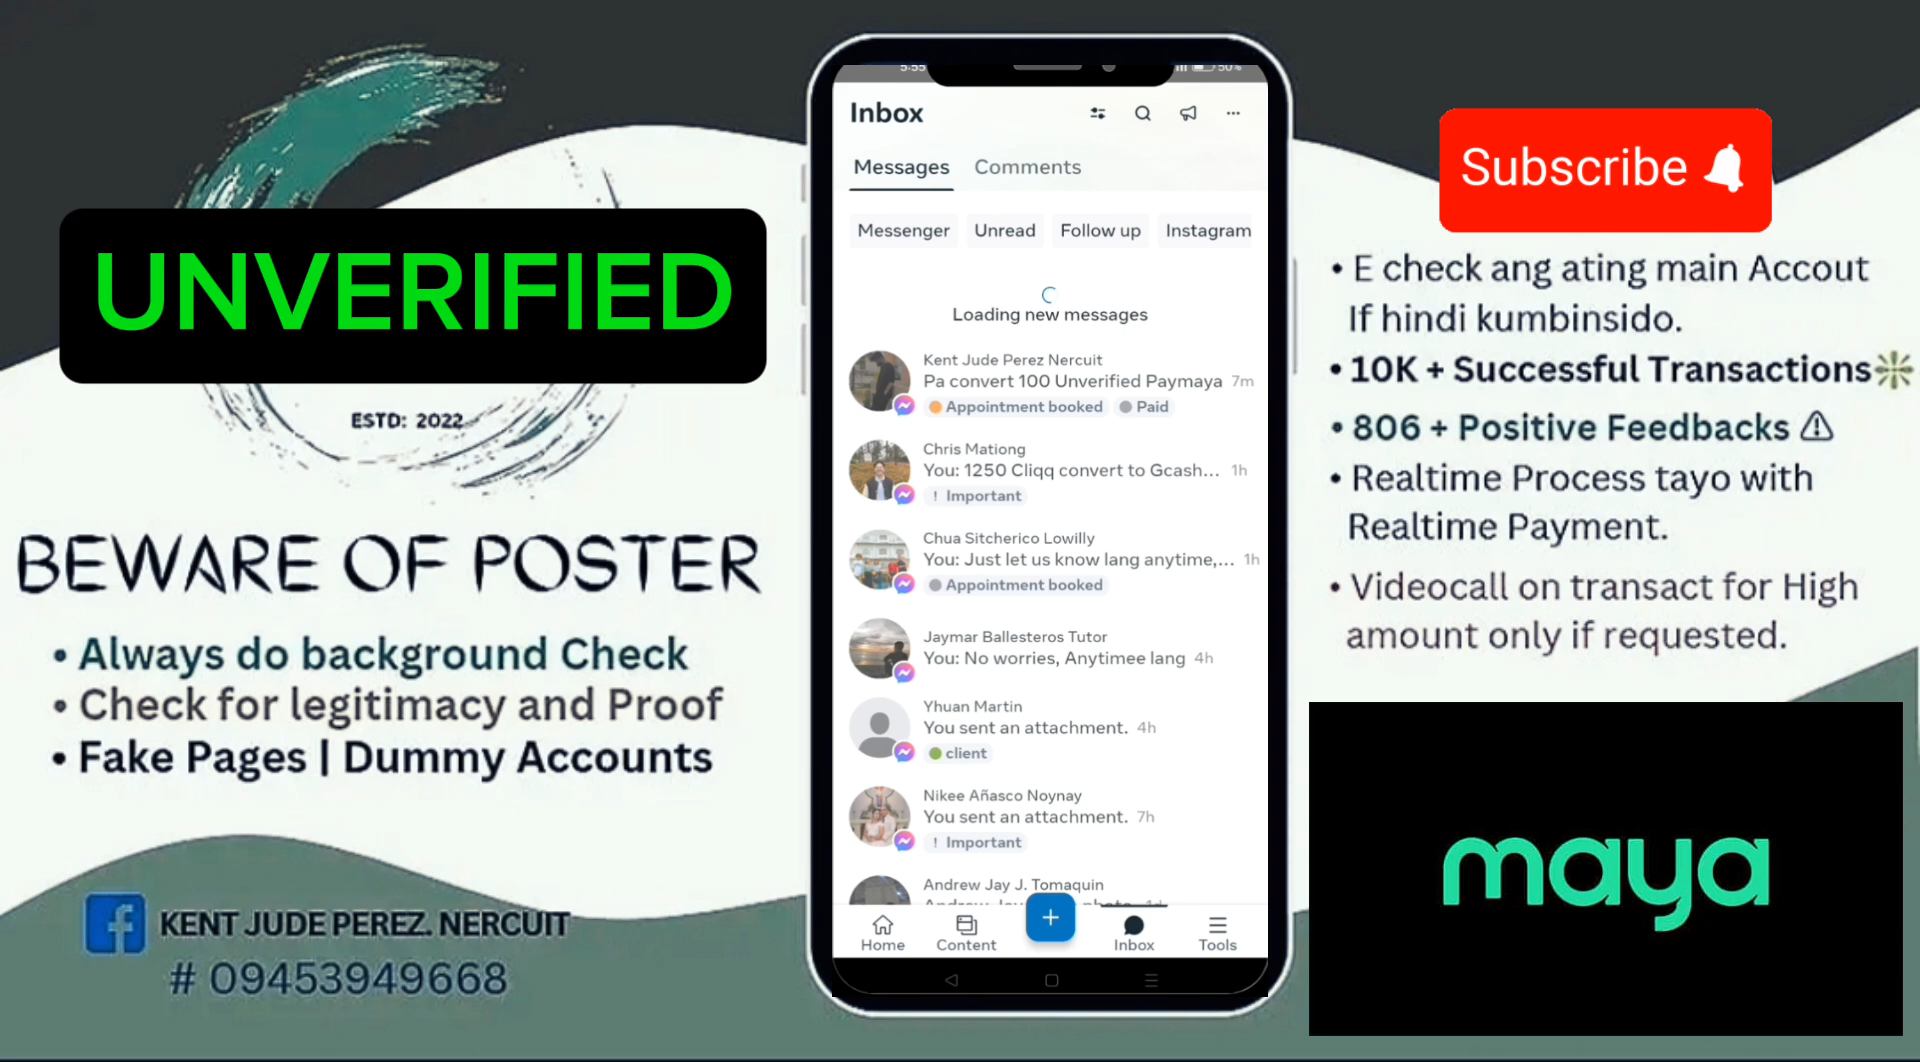 UNVERIFIED
ESTD: 2022
BEWARE OF POSTER
• Always do background Check
• Check for legitimacy and Proof
• Fake Pages | Dummy Accounts
KENT JUDE PEREZ. NERCUIT
# 09453949668
5:55
50%
Inbox
Messages Comments
Messenger Unread Follow up Instagram
Loading new messages
Kent Jude Perez Nercuit
Pa convert 100 Unverified Paymaya 7m
Appointment booked Paid
Chris Mationg
You: 1250 Cliqq convert to Gcash... 1h
! Important
Chua Sitcherico Lowilly
You: Just let us know lang anytime,... 1h
Appointment booked
Jaymar Ballesteros Tutor
You: No worries, Anytimee lang 4h
Yhuan Martin
You sent an attachment. 4h
client
Nikee Añasco Noynay
You sent an attachment. 7h
! Important
Andrew Jay J. Tomaquin
Home Content Inbox Tools
Subscribe
• E check ang ating main Accout
If hindi kumbinsido.
• 10K + Successful Transactions
• 806 + Positive Feedbacks
• Realtime Process tayo with
Realtime Payment.
• Videocall on transact for High
amount only if requested.
maya